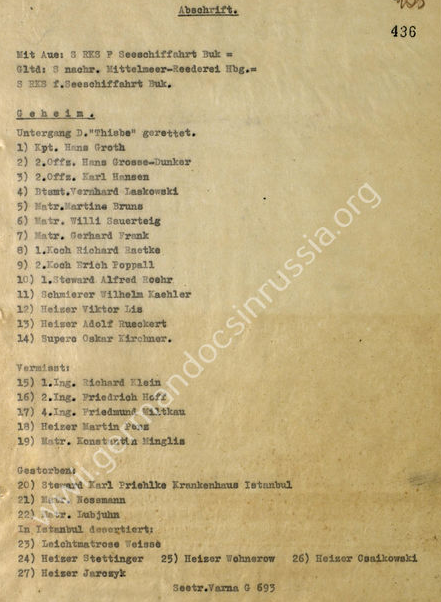 Abschrift.
436
Mit Aue: S RKS F Seeschiffahrt Buk =
Gltd: S nachr. Mittelmeer-Reederei Hbg.=
S RKS f.Seeschiffahrt Buk.
Geheim.
Untergang D."Thisbe" gerettet.
1) Kpt. Hans Groth
2) 2.Offz. Hans Grosse-Dunker
3) 2.Offz. Karl Hansen
4) Btsmt.Vernhard Laskowski
5) Matr.Martins Bruns
6) Matr. Willi Sauerteig
7) Matr. Gerhard Frank
8) 1.Koch Richard Raetke
9) 2.Koch Erich Poppall
10) 1.Steward Alfred Roehr
11) Schmierer Wilhelm Kaehler
12) Heizer Viktor Lis
13) Heizer Adolf Rueckert
14) Superc Oskar Kirchner.
Vermisst:
15) 1.Ing. Richard Klein
16) 2.Ing. Friedrich Hoff
17) 4.Ing. Friedmund Wiltkau
18) Heizer Martin
19) Matr. Konstantin Minglis
Gestorben:
20) Steward Karl Priehlke Krankenhaus Istanbul
21) Matr. Nossmann
22) Matr. Lubjuhn
In Istanbul desertiert:
23) Leichtmatrose Weisse
24) Heizer Stettinger 25) Heizer Wohnerow 26) Heizer Csaikowski
27) Heizer Jarczyk
Seetr.Varna G 693
www.germandocsinrussia.org